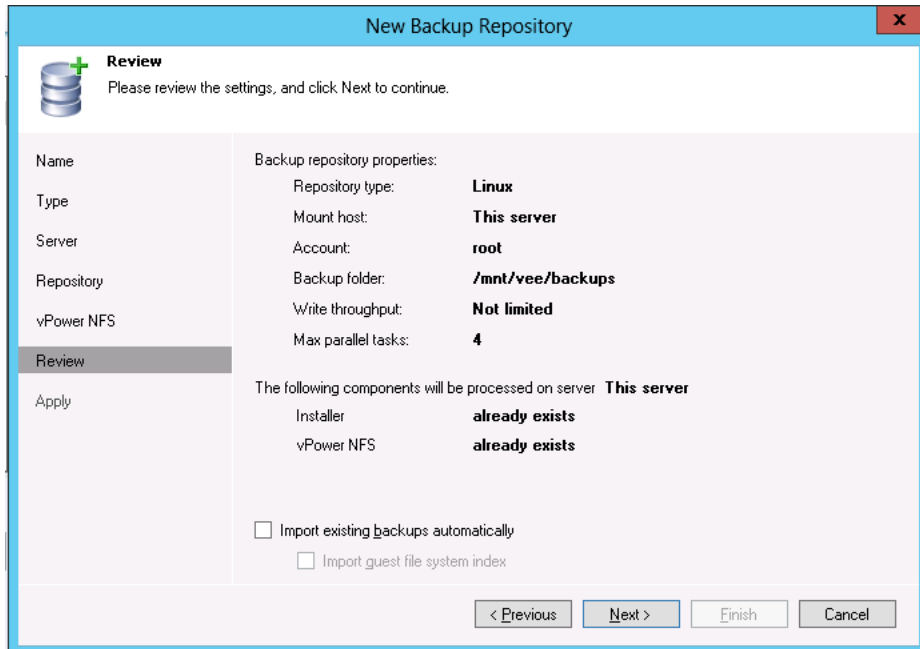 New Backup Repository
x
Review
Please review the settings, and click Next to continue.
Name
Type
Server
Repository
vPower NFS
Review
Apply
Backup repository properties:
Repository type: Linux
Mount host: This server
Account: root
Backup folder: /mnt/vee/backups
Write throughput: Not limited
Max parallel tasks: 4
The following components will be processed on server This server
Installer already exists
vPower NFS already exists
Import existing backups automatically
Import guest file system index
< Previous Next > Finish Cancel